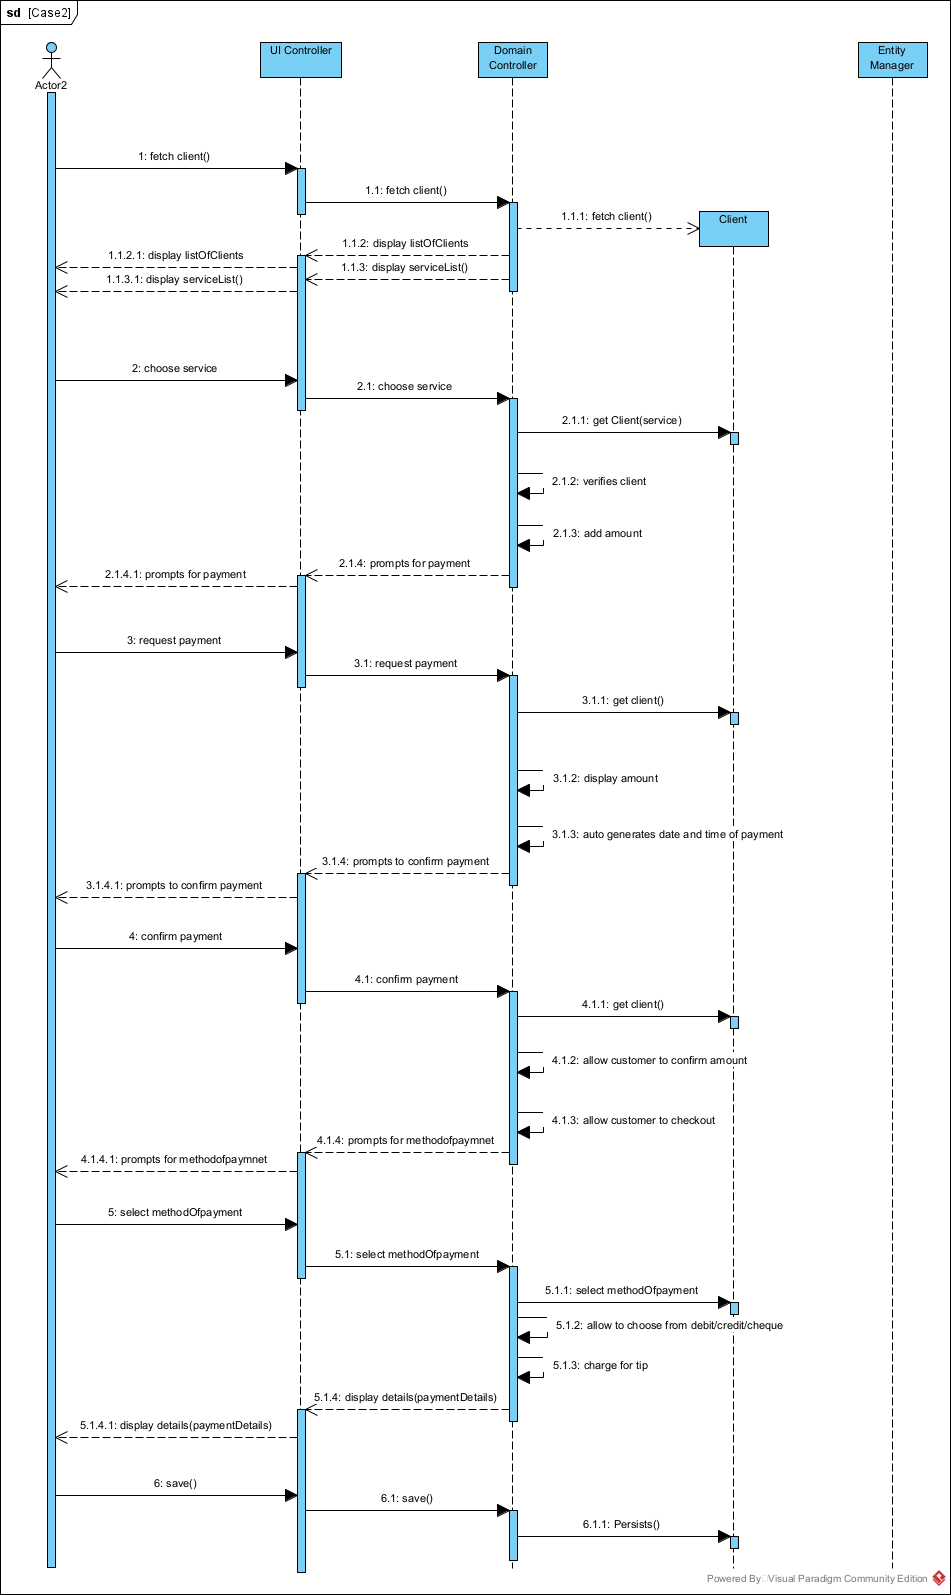 sd [Case2]
Actor2
UI Controller
Domain
Controller
Entity
Manager
1: fetch client()
1.1: fetch client()
1.1.1: fetch client()
Client
1.1.2: display listOfClients
1.1.2.1: display listOfClients
1.1.3: display serviceList()
1.1.3.1: display serviceList()
2: choose service
2.1: choose service
2.1.1: get Client(service)
2.1.2: verifies client
2.1.3: add amount
2.1.4: prompts for payment
2.1.4.1: prompts for payment
3: request payment
3.1: request payment
3.1.1: get client()
3.1.2: display amount
3.1.3: auto generates date and time of payment
3.1.4: prompts to confirm payment
3.1.4.1: prompts to confirm payment
4: confirm payment
4.1: confirm payment
4.1.1: get client()
4.1.2: allow customer to confirm amount
4.1.3: allow customer to checkout
4.1.4: prompts for methodofpaymnet
4.1.4.1: prompts for methodofpaymnet
5: select methodOfpayment
5.1: select methodOfpayment
5.1.1: select methodOfpayment
5.1.2: allow to choose from debit/credit/cheque
5.1.3: charge for tip
5.1.4: display details(paymentDetails)
5.1.4.1: display details(paymentDetails)
6: save()
6.1: save()
6.1.1: Persists()
Powered By Visual Paradigm Community Edition